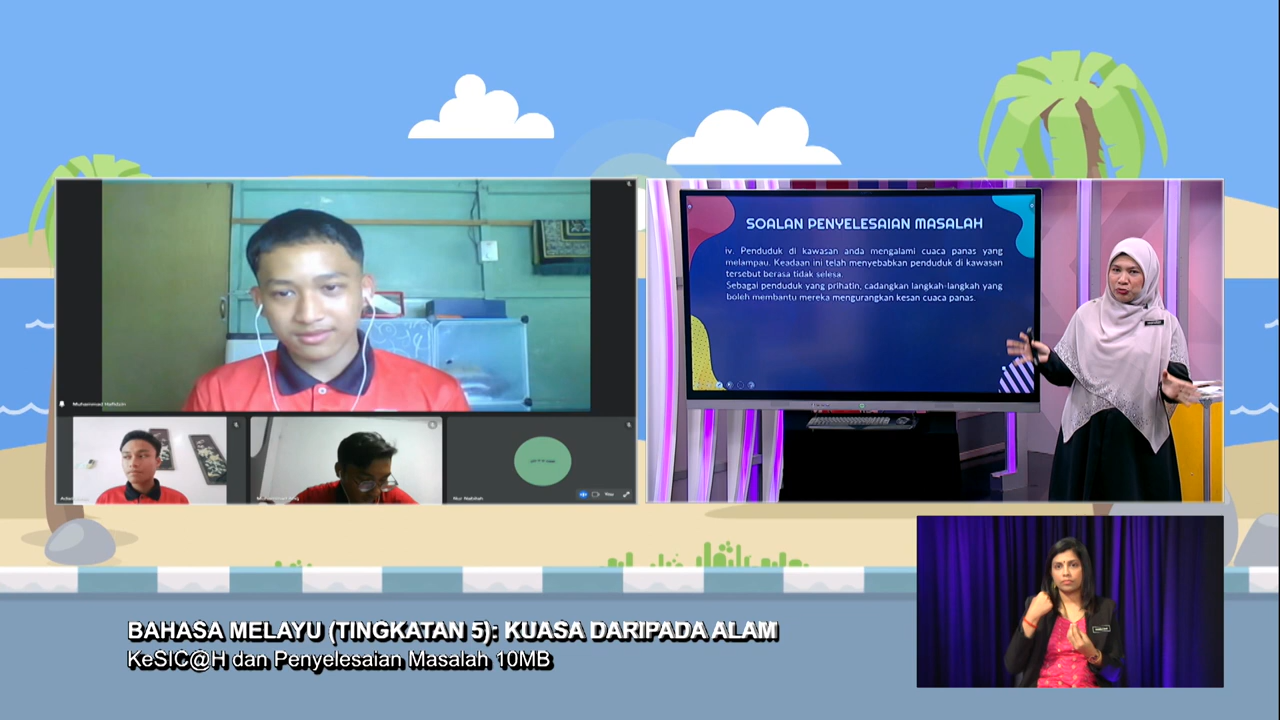 SOALAN PENYELESAIAN MASALAH
iv. Penduduk di kawasan anda mengalami cuaca panas yang
melampau. Keadaan ini telah menyebabkan penduduk di kawasan
tersebut berasa tidak selesa.
Sebagai penduduk yang prihatin, cadangkan langkah-langkah yang
boleh membantu mereka mengurangkan kesan cuaca panas.
Muhammad Hafidzin
Nur Nabilah
You
BAHASA MELAYU (TINGKATAN 5): KUASA DARIPADA ALAM
KeSIC@H dan Penyelesaian Masalah 10MB